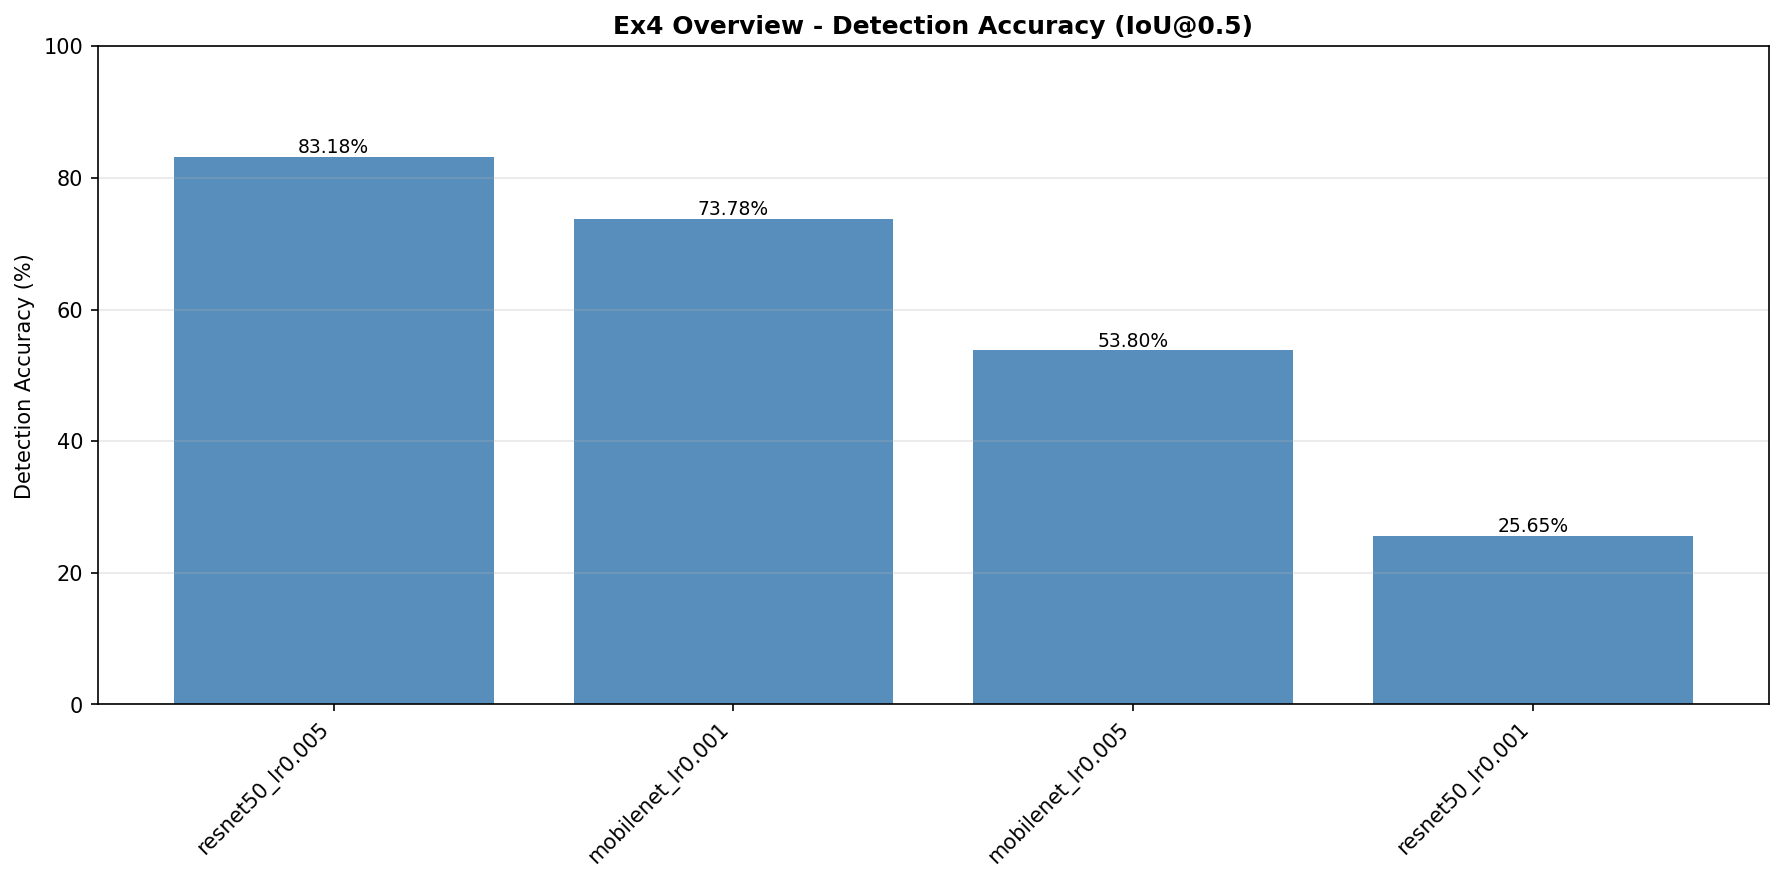 Ex4 Overview - Detection Accuracy (IoU@0.5)
Detection Accuracy (%)
100
80
60
40
20
0
83.18%
73.78%
53.80%
25.65%
resnet50_lr0.005
mobilenet_lr0.001
mobilenet_lr0.005
resnet50_lr0.001